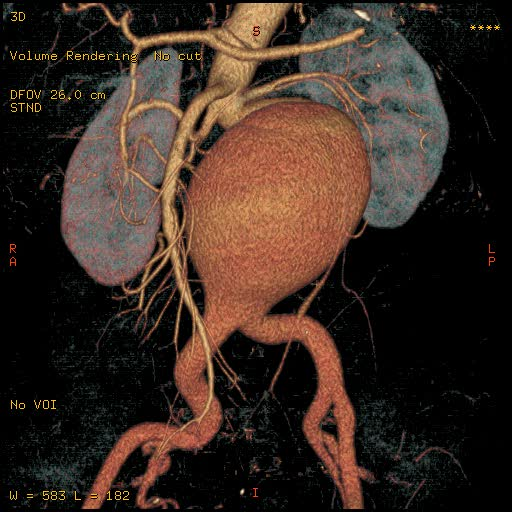 3D
S
****
Volume Rendering No cut
DFOV 26.0 cm
STND
R L
A P
No VOI
W = 583 L = 182
I